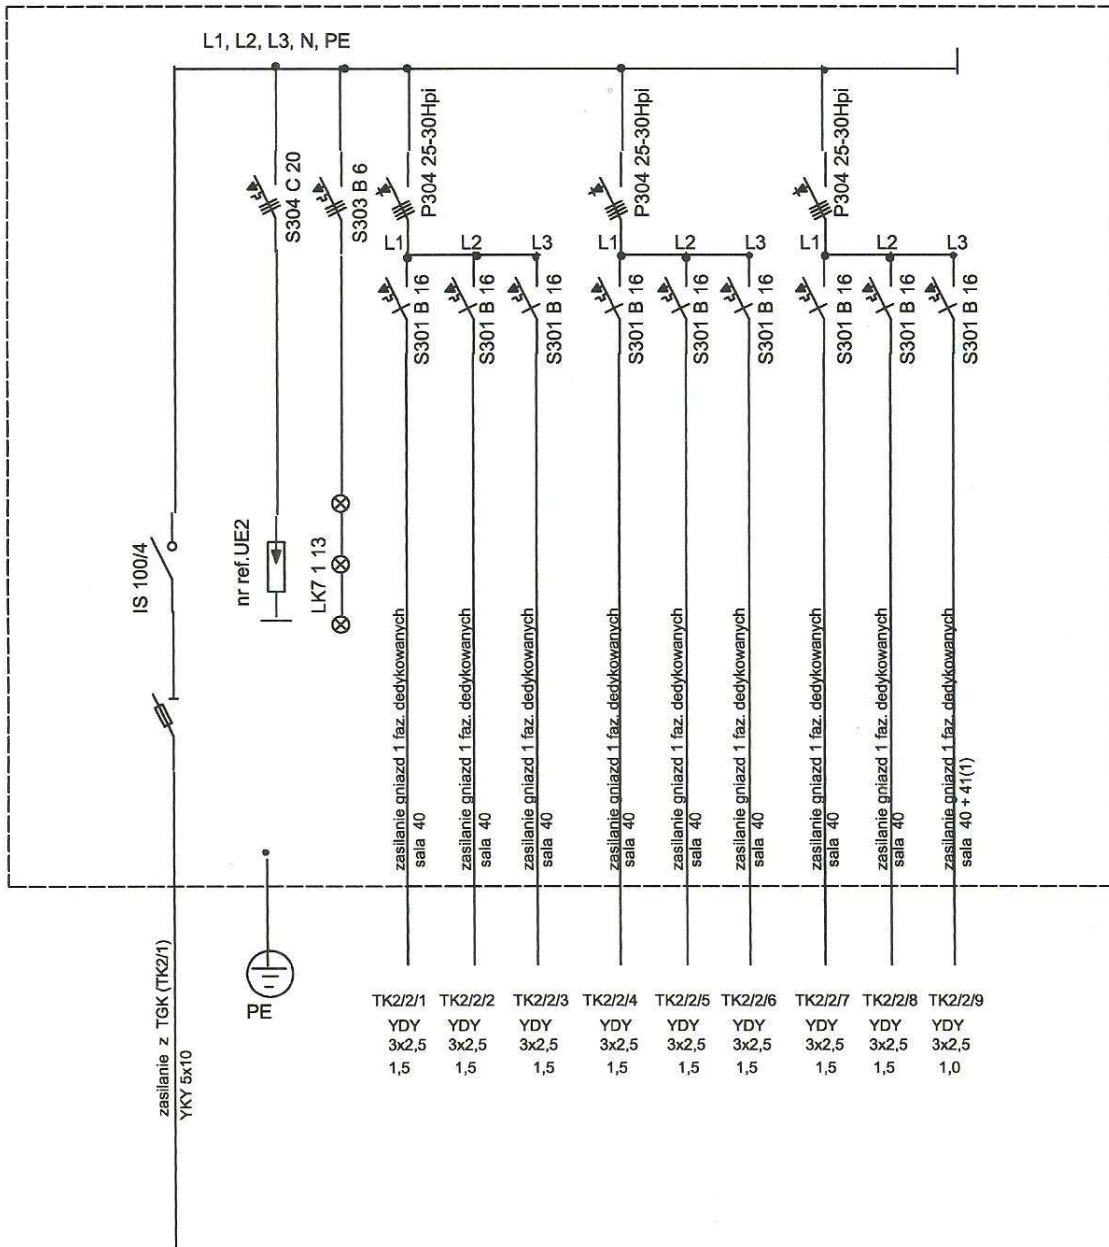 L1, L2, L3, N, PE
S304 C 20
S303 B 6
P304 25-30Hpi
P304 25-30Hpi
P304 25-30Hpi
L1 L2 L3
L1 L2 L3
L1 L2 L3
S301 B 16
S301 B 16
S301 B 16
S301 B 16
S301 B 16
S301 B 16
S301 B 16
S301 B 16
S301 B 16
IS 100/4
nr ref.UE2
LK7 1 13
zasilanie gniazd 1 faz. dedykowanych
sala 40
zasilanie gniazd 1 faz. dedykowanych
sala 40
zasilanie gniazd 1 faz. dedykowanych
sala 40
zasilanie gniazd 1 faz. dedykowanych
sala 40
zasilanie gniazd 1 faz. dedykowanych
sala 40
zasilanie gniazd 1 faz. dedykowanych
sala 40
zasilanie gniazd 1 faz. dedykowanych
sala 40
zasilanie gniazd 1 faz. dedykowanych
sala 40
zasilanie gniazd 1 faz. dedykowanych
sala 40 + 41(1)
zasilanie z TGK (TK2/1)
YKY 5x10
PE
TK2/2/1 TK2/2/2 TK2/2/3 TK2/2/4 TK2/2/5 TK2/2/6 TK2/2/7 TK2/2/8 TK2/2/9
YDY YDY YDY YDY YDY YDY YDY YDY YDY
3x2,5 3x2,5 3x2,5 3x2,5 3x2,5 3x2,5 3x2,5 3x2,5 3x2,5
1,5 1,5 1,5 1,5 1,5 1,5 1,5 1,5 1,0